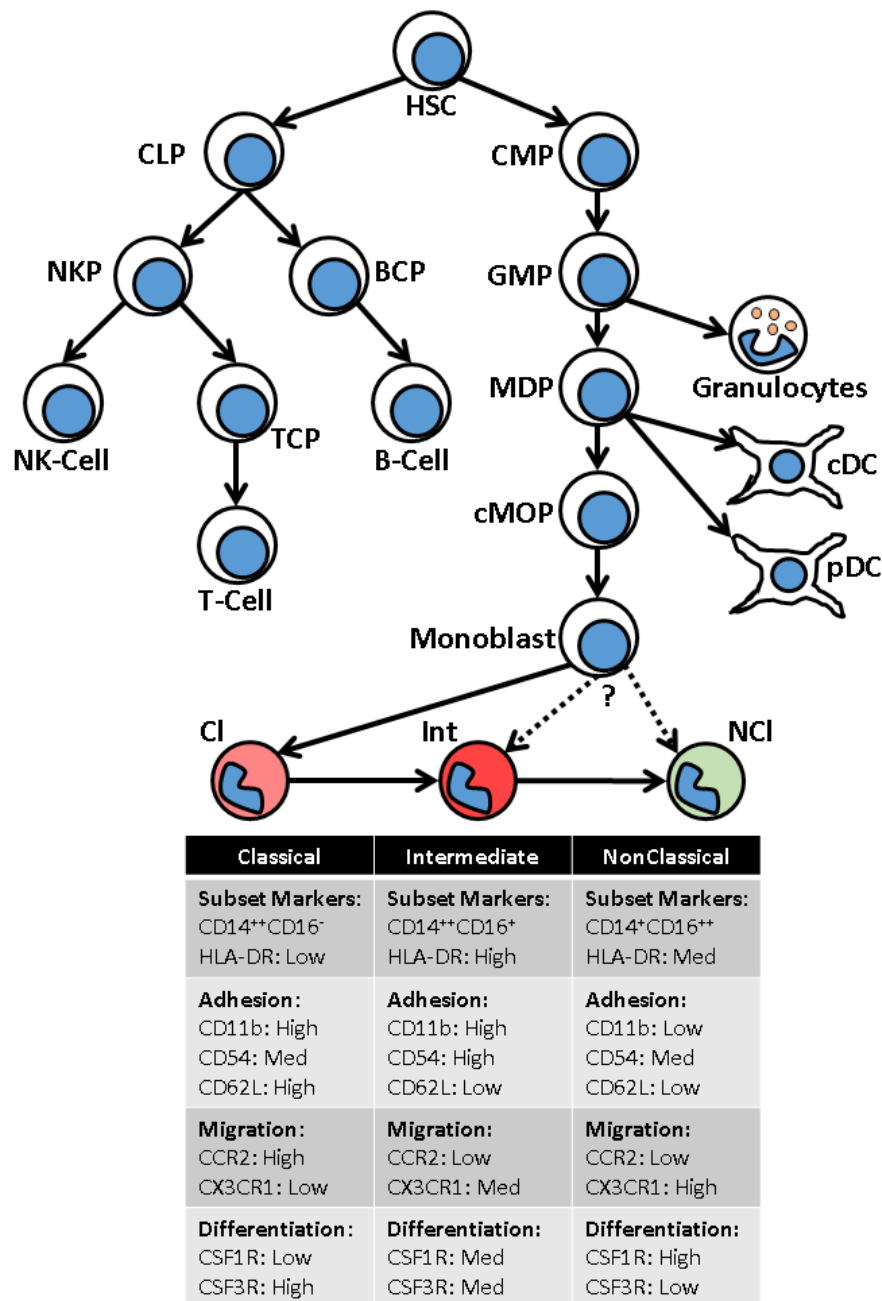 HSC
CLP
CMP
NKP
BCP
GMP
Granulocytes
MDP
NK-Cell
TCP
B-Cell
cDC
cMOP
pDC
T-Cell
Monoblast
?
Cl
Int
NCl
Classical
Intermediate
NonClassical
Subset Markers:
CD14⁺⁺CD16⁻
HLA-DR: Low
Subset Markers:
CD14⁺⁺CD16⁺
HLA-DR: High
Subset Markers:
CD14⁺CD16⁺⁺
HLA-DR: Med
Adhesion:
CD11b: High
CD54: Med
CD62L: High
Adhesion:
CD11b: High
CD54: High
CD62L: Low
Adhesion:
CD11b: Low
CD54: Med
CD62L: Low
Migration:
CCR2: High
CX3CR1: Low
Migration:
CCR2: Low
CX3CR1: Med
Migration:
CCR2: Low
CX3CR1: High
Differentiation:
CSF1R: Low
CSF3R: High
Differentiation:
CSF1R: Med
CSF3R: Med
Differentiation:
CSF1R: High
CSF3R: Low